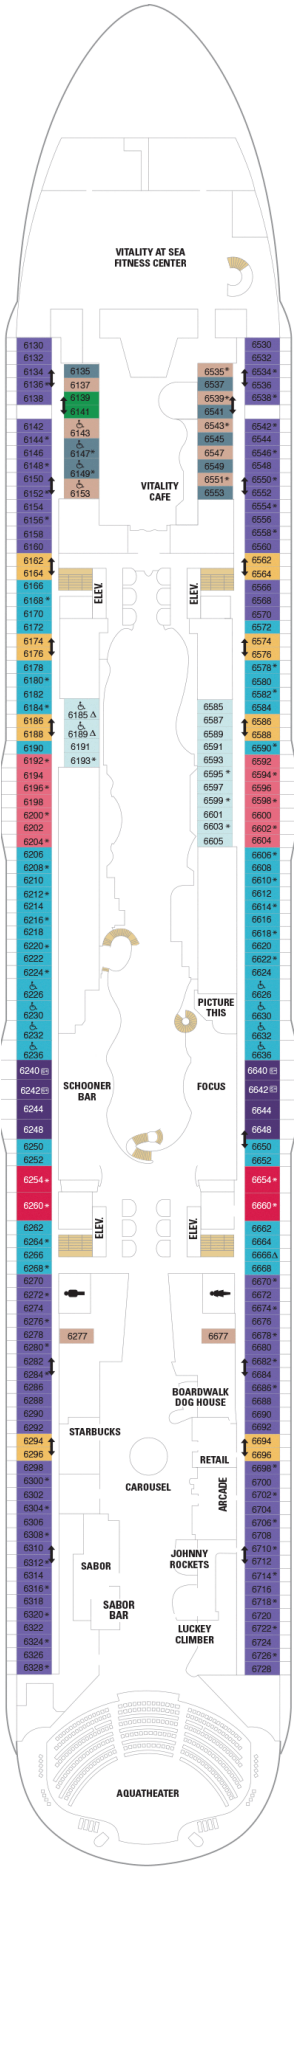 VITALITY AT SEA
FITNESS CENTER
6130 6530
6132 6532
6134 6135 6535* 6534*
6136* 6137 6537 6536
6138 6139 6539* 6538*
6141 6541
6142 6143 6543* 6542*
6144* 6545 6544
6146 6147* 6547 6546
6148* 6149* 6549 6548
6150 6551* 6550*
6152* 6153 6553 6552
VITALITY
CAFE
6154 6554*
6156* 6556
6158 6558
6160 6560
6162 6562
6164 6564
ELEV. ELEV.
6166 6566
6168* 6568
6170 6570
6172 6572
6174 6574
6176 6576
6178 6578*
6180* 6580
6182 6582*
6184* 6185 6585 6584
6186 6587 6586
6188 6189 6589 6588
6190 6191 6591 6590*
6192* 6193* 6593 6592
6194 6595* 6594*
6196* 6597 6596
6198 6599* 6598*
6200* 6601 6600
6202 6603* 6602*
6204* 6605 6604
6206 6606*
6208* 6608
6210 6610*
6212* 6612
6214 6614*
6216* 6616
6218 6618*
6220* 6620
6222 6622*
6224* 6624
6226 6626
6230 6630
PICTURE
THIS
6232 6632
6236 6636
6240 6640
6242 6642
SCHOONER
BAR
FOCUS
6244 6644
6248 6648
6250 6650
6252 6652
6254* 6654*
6260* 6660*
ELEV. ELEV.
6262 6662
6264* 6664
6266 6666
6268* 6668
6270 6670*
6272* 6672
6274 6674*
6276* 6676
6278 6277 6677 6678*
6280* 6680
6282 6682*
6284* 6684
6286 6686*
6288 6688
BOARDWALK
DOG HOUSE
6290 6690
6292 6692
STARBUCKS
6294 6694
6296 6696
RETAIL
6298 6698*
6300* 6700
CAROUSEL
ARCADE
6302 6702*
6304* 6704
6306 6706*
6308* 6708
6310 6710*
6312* 6712
JOHNNY
ROCKETS
SABOR
6314 6714*
6316* 6716
6318 6718*
SABOR
BAR
6320* 6720
6322 6722*
LUCKEY
CLIMBER
6324* 6724
6326 6726*
6328* 6728
AQUATHEATER